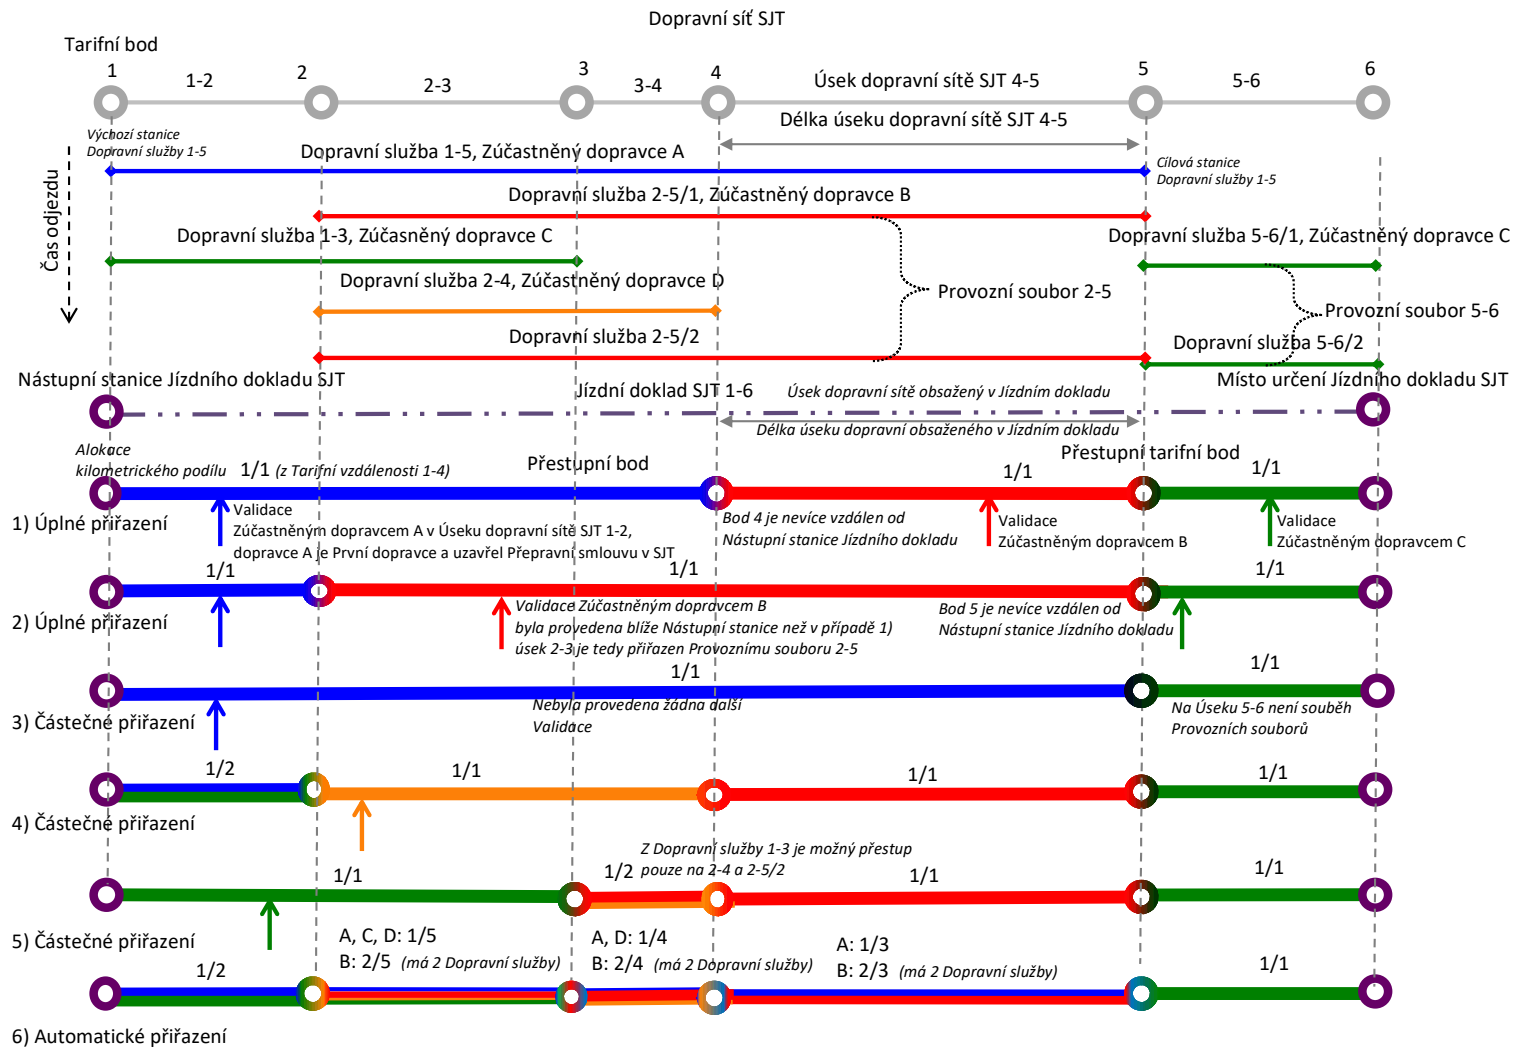 Dopravní síť SJT
Tarifní bod
1
1-2
2
2-3
3
3-4
4
Úsek dopravní sítě SJT 4-5
5
5-6
6
Délka úseku dopravní sítě SJT 4-5
Výchozí stanice
Dopravní služby 1-5
Dopravní služba 1-5, Zúčastněný dopravce A
Cílová stanice
Dopravní služby 1-5
Čas odjezdu
Dopravní služba 2-5/1, Zúčastněný dopravce B
Dopravní služba 1-3, Zúčasněný dopravce C
Dopravní služba 5-6/1, Zúčastněný dopravce C
Dopravní služba 2-4, Zúčastněný dopravce D
Provozní soubor 2-5
Provozní soubor 5-6
Dopravní služba 2-5/2
Dopravní služba 5-6/2
Nástupní stanice Jízdního dokladu SJT
Jízdní doklad SJT 1-6
Úsek dopravní sítě obsažený v Jízdním dokladu
Místo určení Jízdního dokladu SJT
Délka úseku dopravní obsaženého v Jízdním dokladu
Alokace
kilometrického podílu
1/1 (z Tarifní vzdálenosti 1-4)
Přestupní bod
1/1
Přestupní tarifní bod
1/1
1) Úplné přiřazení
Validace
Zúčastněným dopravcem A v Úseku dopravní sítě SJT 1-2,
dopravce A je První dopravce a uzavřel Přepravní smlouvu v SJT
Bod 4 je nevíce vzdálen od
Nástupní stanice Jízdního dokladu
Validace
Zúčastněným dopravcem B
Validace
Zúčastněným dopravcem C
1/1
1/1
1/1
2) Úplné přiřazení
Validace Zúčastněným dopravcem B
byla provedena blíže Nástupní stanice než v případě 1)
úsek 2-3 je tedy přiřazen Provoznímu souboru 2-5
Bod 5 je nevíce vzdálen od
Nástupní stanice Jízdního dokladu
1/1
1/1
3) Částečné přiřazení
Nebyla provedena žádna další
Validace
Na Úseku 5-6 není souběh
Provozních souborů
1/2
1/1
1/1
1/1
4) Částečné přiřazení
Z Dopravní služby 1-3 je možný přestup
pouze na 2-4 a 2-5/2
1/1
1/2
1/1
1/1
5) Částečné přiřazení
A, C, D: 1/5
B: 2/5 (má 2 Dopravní služby)
A, D: 1/4
B: 2/4 (má 2 Dopravní služby)
A: 1/3
B: 2/3 (má 2 Dopravní služby)
1/2
1/1
6) Automatické přiřazení